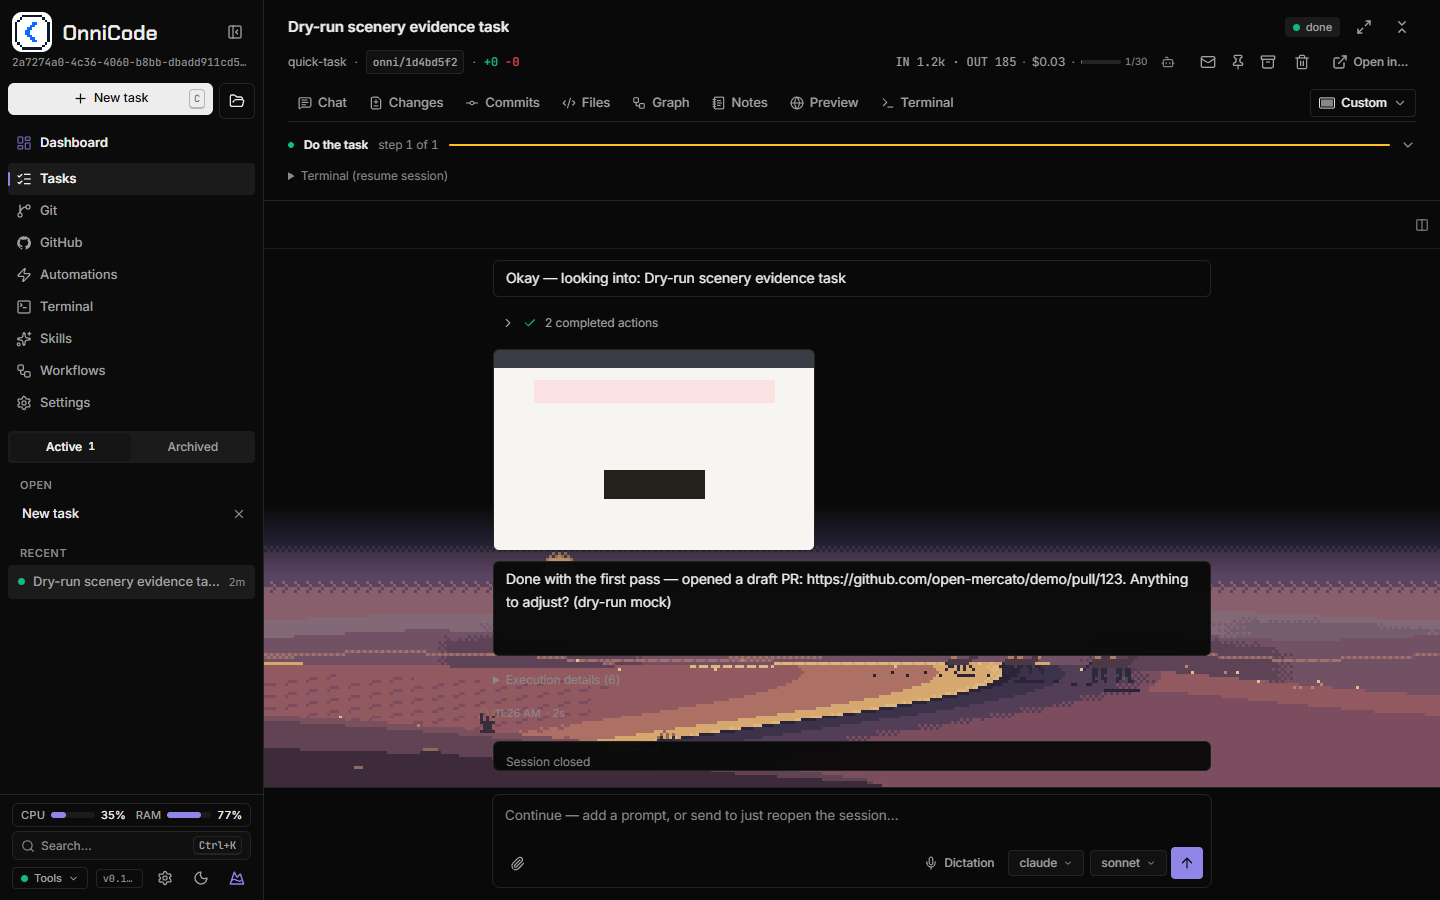 OnniCode
2a7274a0-4c36-4060-b8bb-dbadd911cd5…
New task
C
Dashboard
Tasks
Git
GitHub
Automations
Terminal
Skills
Workflows
Settings
Active 1
Archived
OPEN
New task
RECENT
Dry-run scenery evidence ta… 2m
CPU 35% RAM 77%
Search… Ctrl+K
Tools v0.1…
Dry-run scenery evidence task
done
quick-task · onni/1d4bd5f2 · +0 -0
IN 1.2k · OUT 185 · $0.03 · 1/30
Open in…
Chat
Changes
Commits
Files
Graph
Notes
Preview
Terminal
Custom
Do the task step 1 of 1
Terminal (resume session)
Okay — looking into: Dry-run scenery evidence task
2 completed actions
Done with the first pass — opened a draft PR: https://github.com/open-mercato/demo/pull/123. Anything
to adjust? (dry-run mock)
Execution details (6)
11:26 AM · 2s
Session closed
Continue — add a prompt, or send to just reopen the session…
Dictation
claude
sonnet